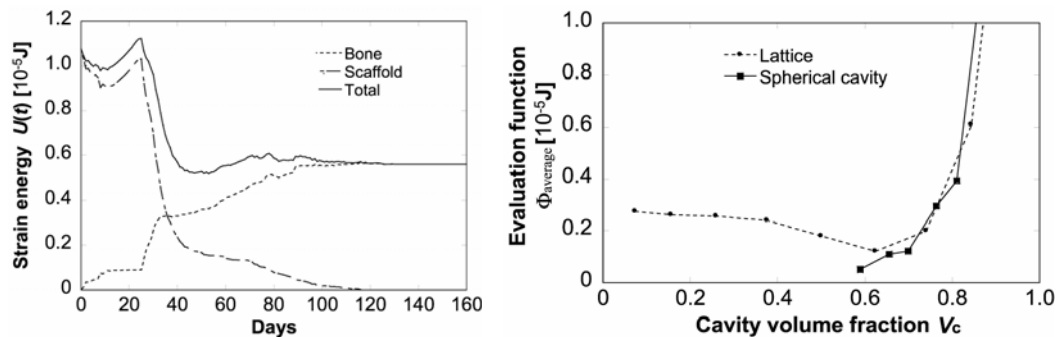 Strain energy U(t) [10⁻⁵J]
1.2
1.0
0.8
0.6
0.4
0.2
0
Bone
Scaffold
Total
0 20 40 60 80 100 120 140 160
Days
Evaluation function
Φaverage [10⁻⁵J]
1.0
0.8
0.6
0.4
0.2
0
Lattice
Spherical cavity
0 0.2 0.4 0.6 0.8 1.0
Cavity volume fraction Vc